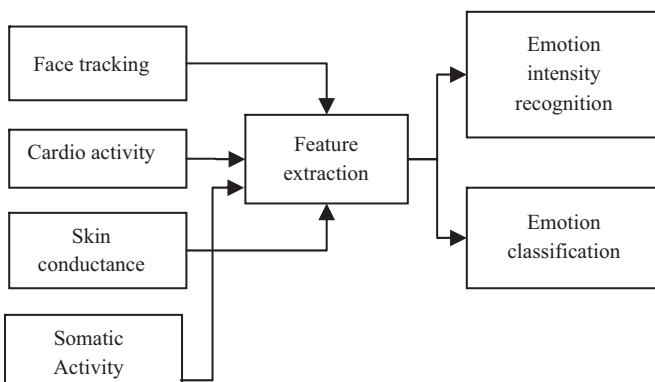 Face tracking
Cardio activity
Skin
conductance
Somatic
Activity
Feature
extraction
Emotion
intensity
recognition
Emotion
classification